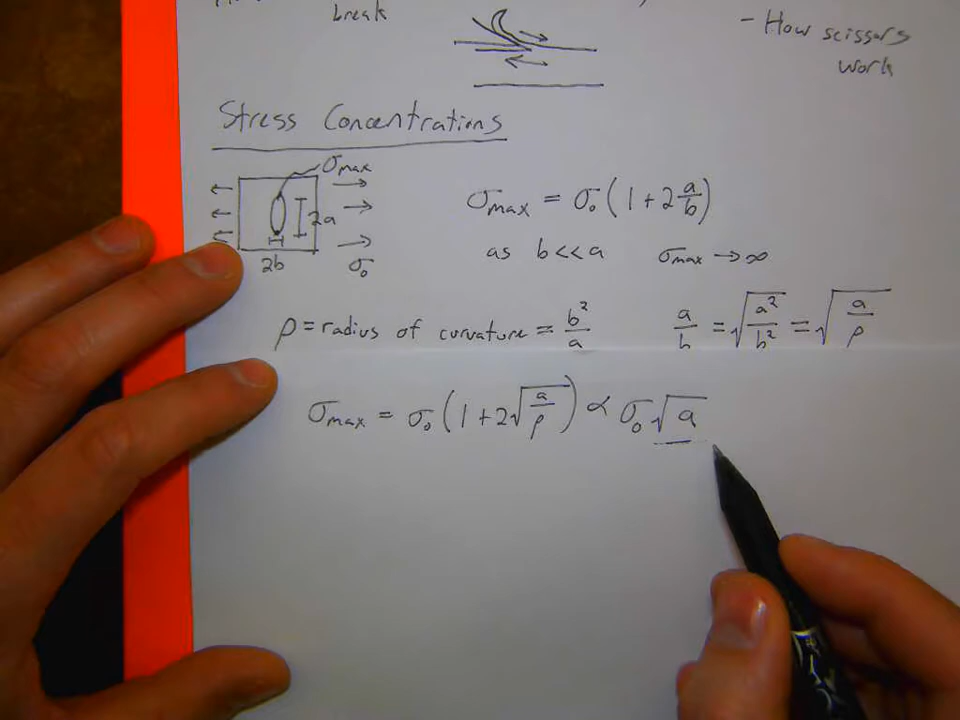 break
- How scissors
work
Stress Concentrations
σmax
2a
2b
σ₀
σmax = σ₀ (1 + 2 a/b)
as b << a σmax → ∞
ρ = radius of curvature = b²/a a/b = √(a²/b²) = √(a/ρ)
σmax = σ₀ (1 + 2√(a/ρ)) ∝ σ₀√a